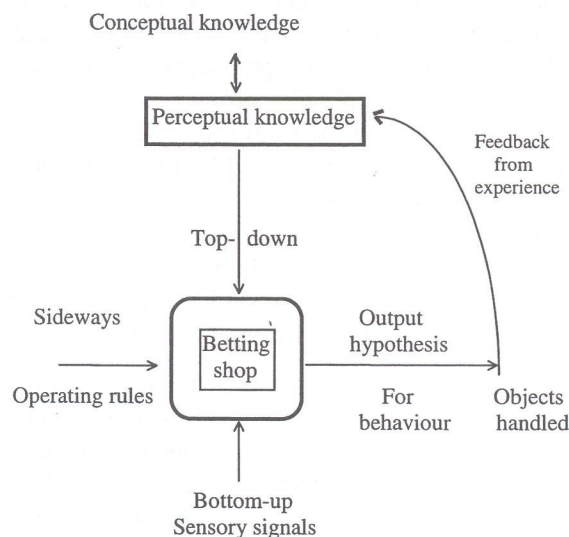 Conceptual knowledge
Perceptual knowledge
Feedback
from
experience
Top- down
Sideways
Operating rules
Betting
shop
Output
hypothesis
For
behaviour
Objects
handled
Bottom-up
Sensory signals